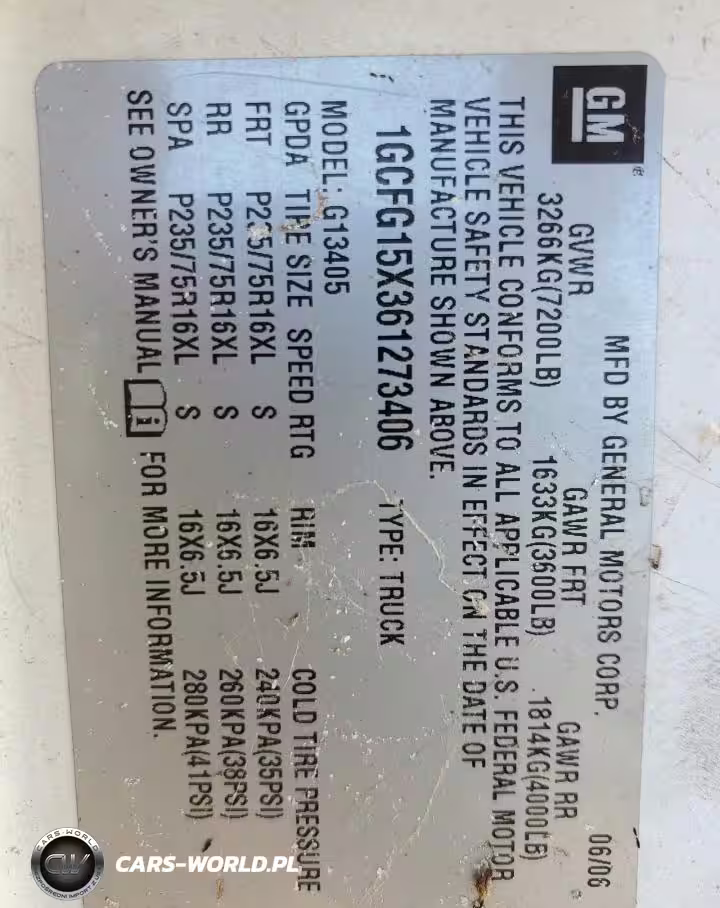 GM®
MFD BY GENERAL MOTORS CORP. 06/06
GVWR GAWR FRT GAWR RR
3266KG(7200LB) 1633KG(3600LB) 1814KG(4000LB)
THIS VEHICLE CONFORMS TO ALL APPLICABLE U.S. FEDERAL MOTOR
VEHICLE SAFETY STANDARDS IN EFFECT ON THE DATE OF
MANUFACTURE SHOWN ABOVE.
1GCFG15X361273406 TYPE: TRUCK
MODEL: G13405
GPDA TIRE SIZE SPEED RTG RIM COLD TIRE PRESSURE
FRT P235/75R16XL S 16X6.5J 240KPA(35PSI)
RR P235/75R16XL S 16X6.5J 260KPA(38PSI)
SPA P235/75R16XL S 16X6.5J 280KPA(41PSI)
SEE OWNER'S MANUAL FOR MORE INFORMATION.
CARS-WORLD
CW
CARS-WORLD.PL